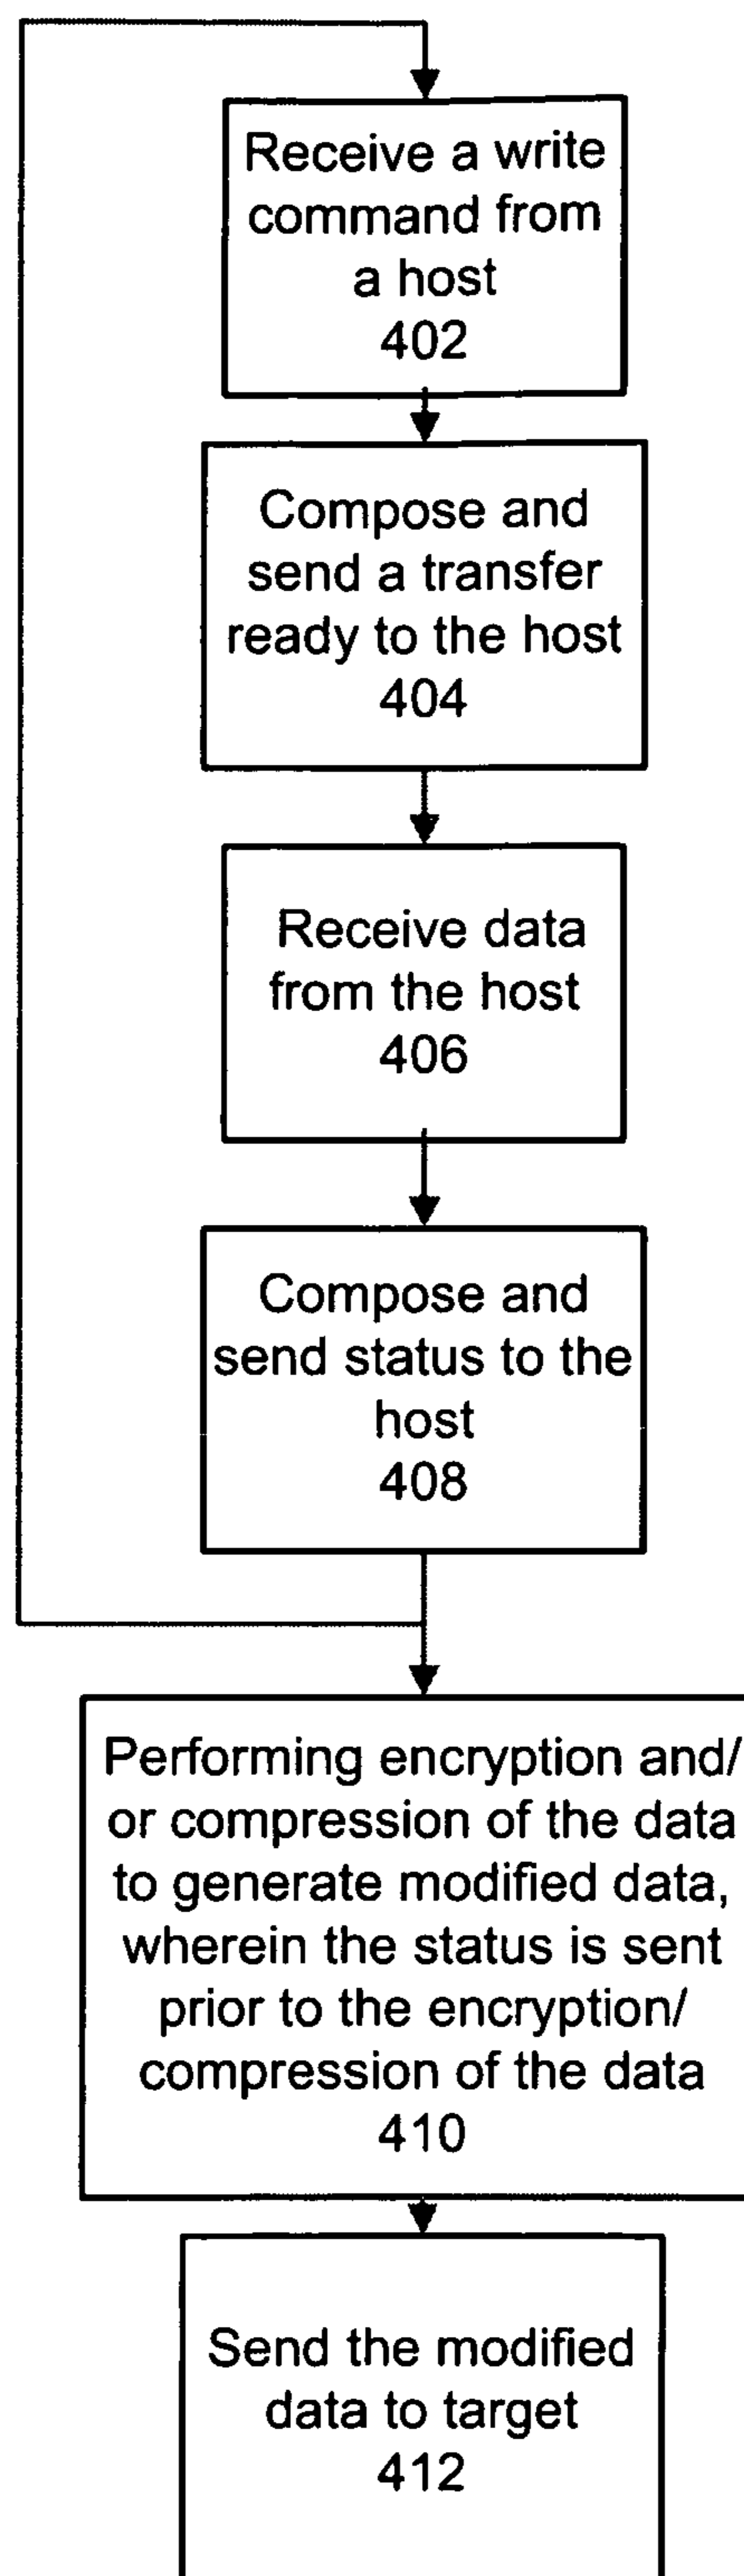 Receive a write
command from
a host
402
Compose and
send a transfer
ready to the host
404
Receive data
from the host
406
Compose and
send status to the
host
408
Performing encryption and/
or compression of the data
to generate modified data,
wherein the status is sent
prior to the encryption/
compression of the data
410
Send the modified
data to target
412